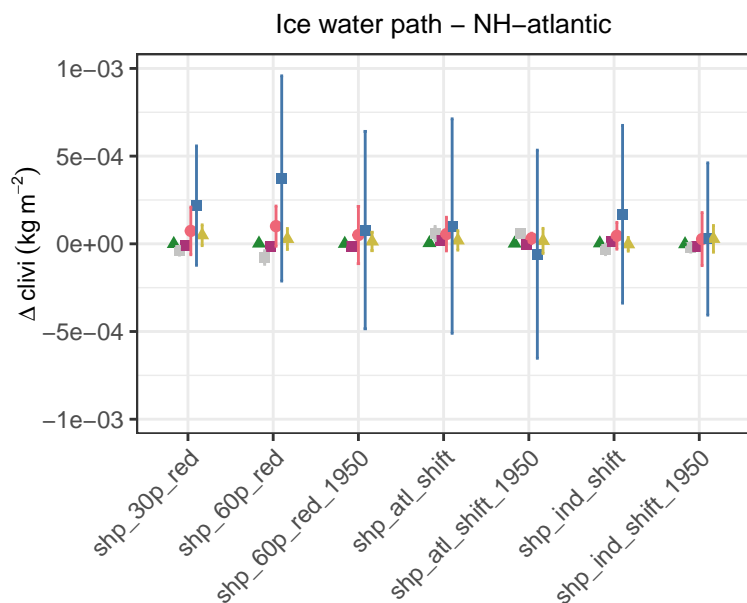 Ice water path − NH−atlantic
Δ clivi (kg m⁻²)
1e−03
5e−04
0e+00
−5e−04
−1e−03
shp_30p_red
shp_60p_red
shp_60p_red_1950
shp_atl_shift
shp_atl_shift_1950
shp_ind_shift
shp_ind_shift_1950